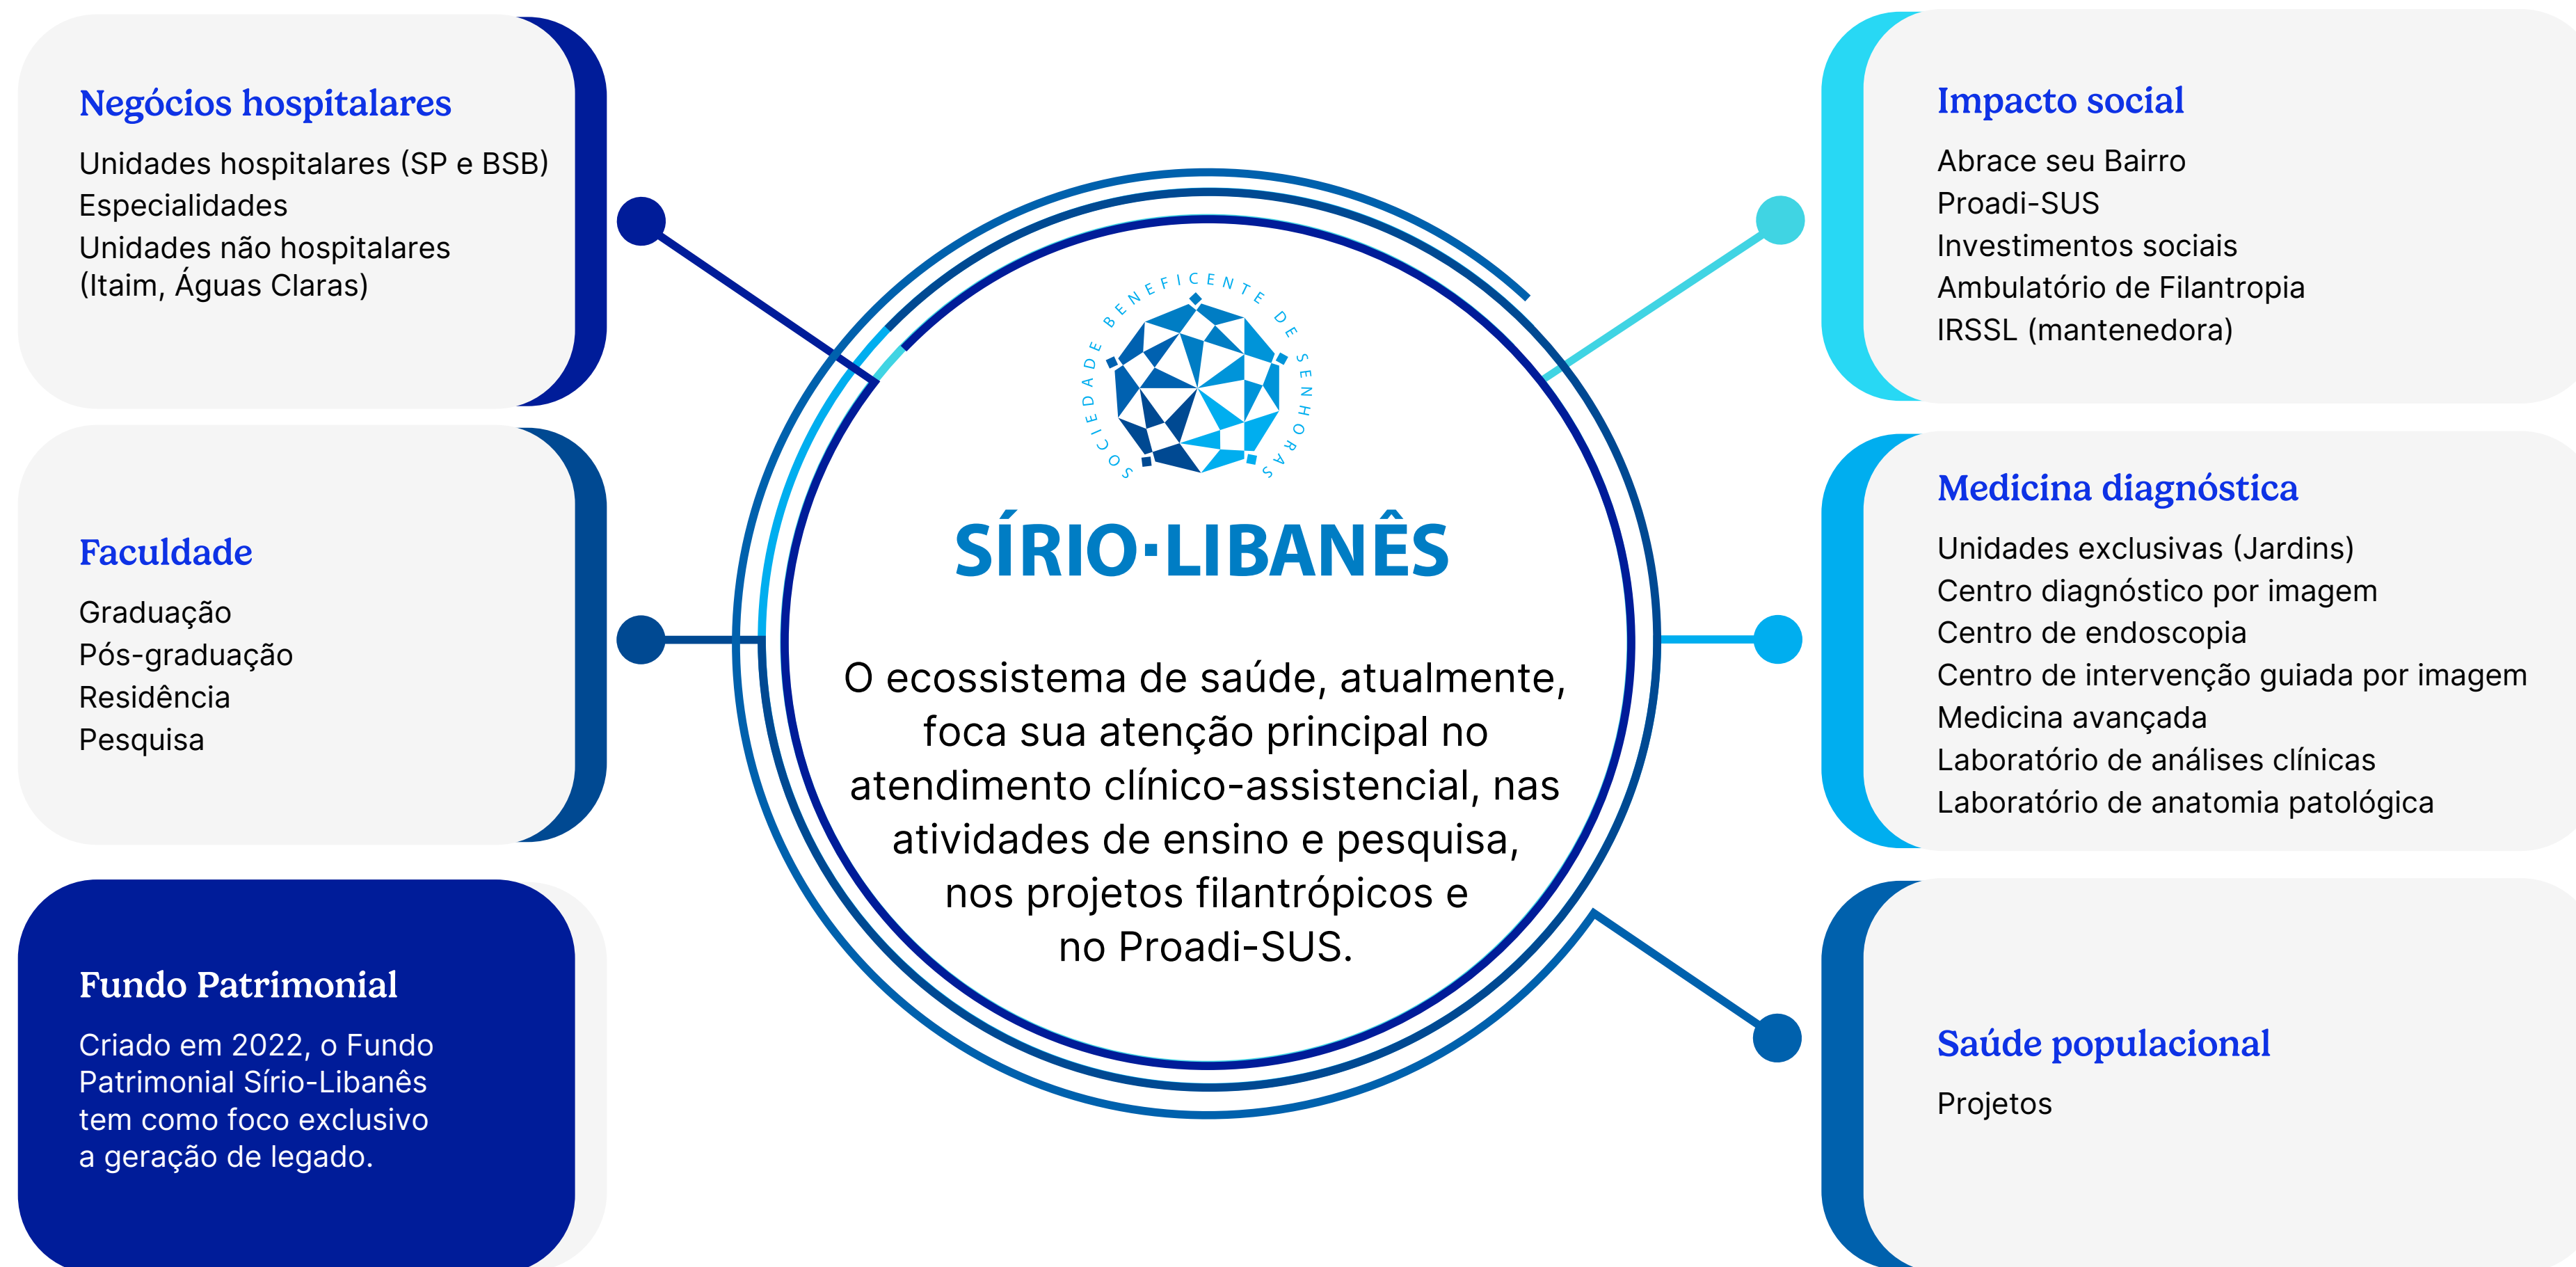 Negócios hospitalares
Unidades hospitalares (SP e BSB)
Especialidades
Unidades não hospitalares
(Itaim, Águas Claras)
Faculdade
Graduação
Pós-graduação
Residência
Pesquisa
Fundo Patrimonial
Criado em 2022, o Fundo
Patrimonial Sírio-Libanês
tem como foco exclusivo
a geração de legado.
SOCIEDADE BENEFICENTE DE SENHORAS
SÍRIO·LIBANÊS
O ecossistema de saúde, atualmente,
foca sua atenção principal no
atendimento clínico-assistencial, nas
atividades de ensino e pesquisa,
nos projetos filantrópicos e
no Proadi-SUS.
Impacto social
Abrace seu Bairro
Proadi-SUS
Investimentos sociais
Ambulatório de Filantropia
IRSSL (mantenedora)
Medicina diagnóstica
Unidades exclusivas (Jardins)
Centro diagnóstico por imagem
Centro de endoscopia
Centro de intervenção guiada por imagem
Medicina avançada
Laboratório de análises clínicas
Laboratório de anatomia patológica
Saúde populacional
Projetos